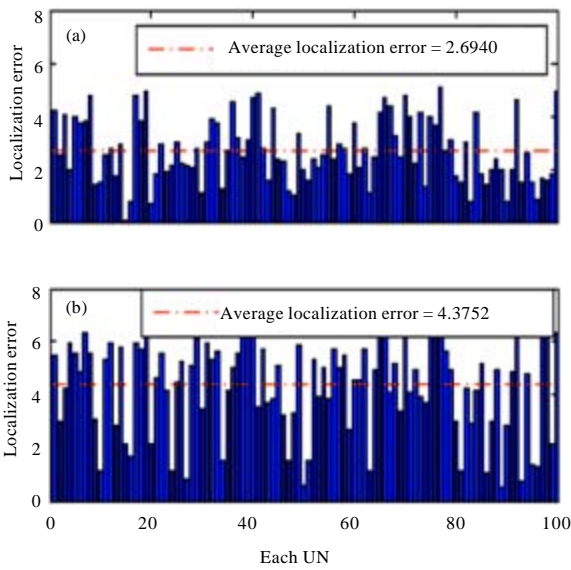 8
(a)
Average localization error = 2.6940
6
4
2
0
Localization error
8
(b)
Average localization error = 4.3752
6
4
2
0
Localization error
0 20 40 60 80 100
Each UN